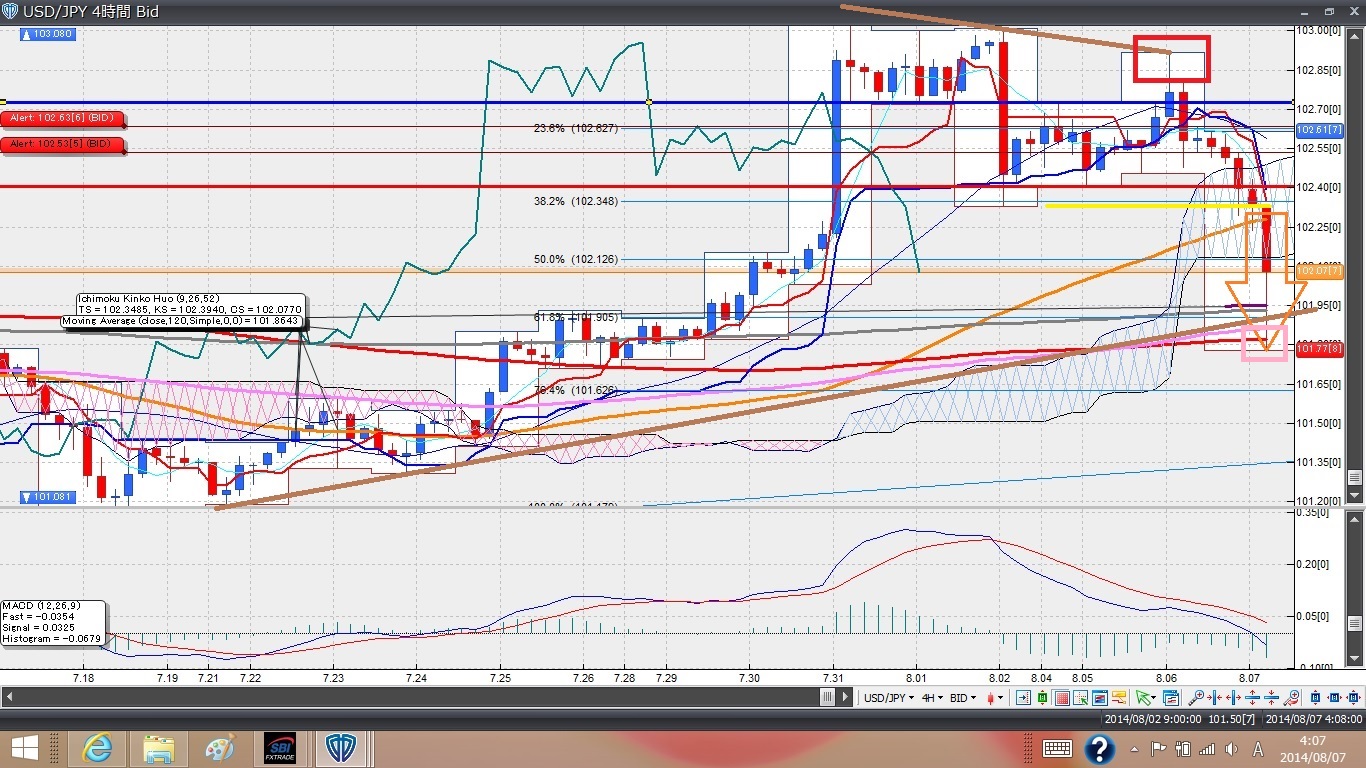 USD/JPY 4時間 Bid
103.080
103.00[0]
102.85[0]
102.70[0]
Alert: 102.63[6] (BID)
23.6% (102.627)
102.61[7]
Alert: 102.53[5] (BID)
102.55[0]
102.40[0]
38.2% (102.348)
102.25[0]
50.0% (102.126)
102.07[7]
Ichimoku Kinko Huo (9,26,52)
TS = 102.3485, KS = 102.3940, CS = 102.0770
Moving Average (close,120,Simple,0,0) = 101.8643
101.95[0]
61.8% (101.905)
101.77[8]
101.65[0]
76.4% (101.626)
101.50[0]
101.35[0]
101.081
101.20[0]
0.35[0]
0.20[0]
MACD (12,26,9)
Fast = -0.0354
Signal = 0.0325
Histogram = -0.0679
0.05[0]
-0.10[0]
7.18 7.19 7.21 7.22 7.23 7.24 7.25 7.26 7.28 7.29 7.30 7.31 8.01 8.02 8.04 8.05 8.06 8.07
USD/JPY 4H BID
2014/08/02 9:00:00 101.50[7] 2014/08/07 4:08:00
SBI
FXTRADE
A
4:07
2014/08/07